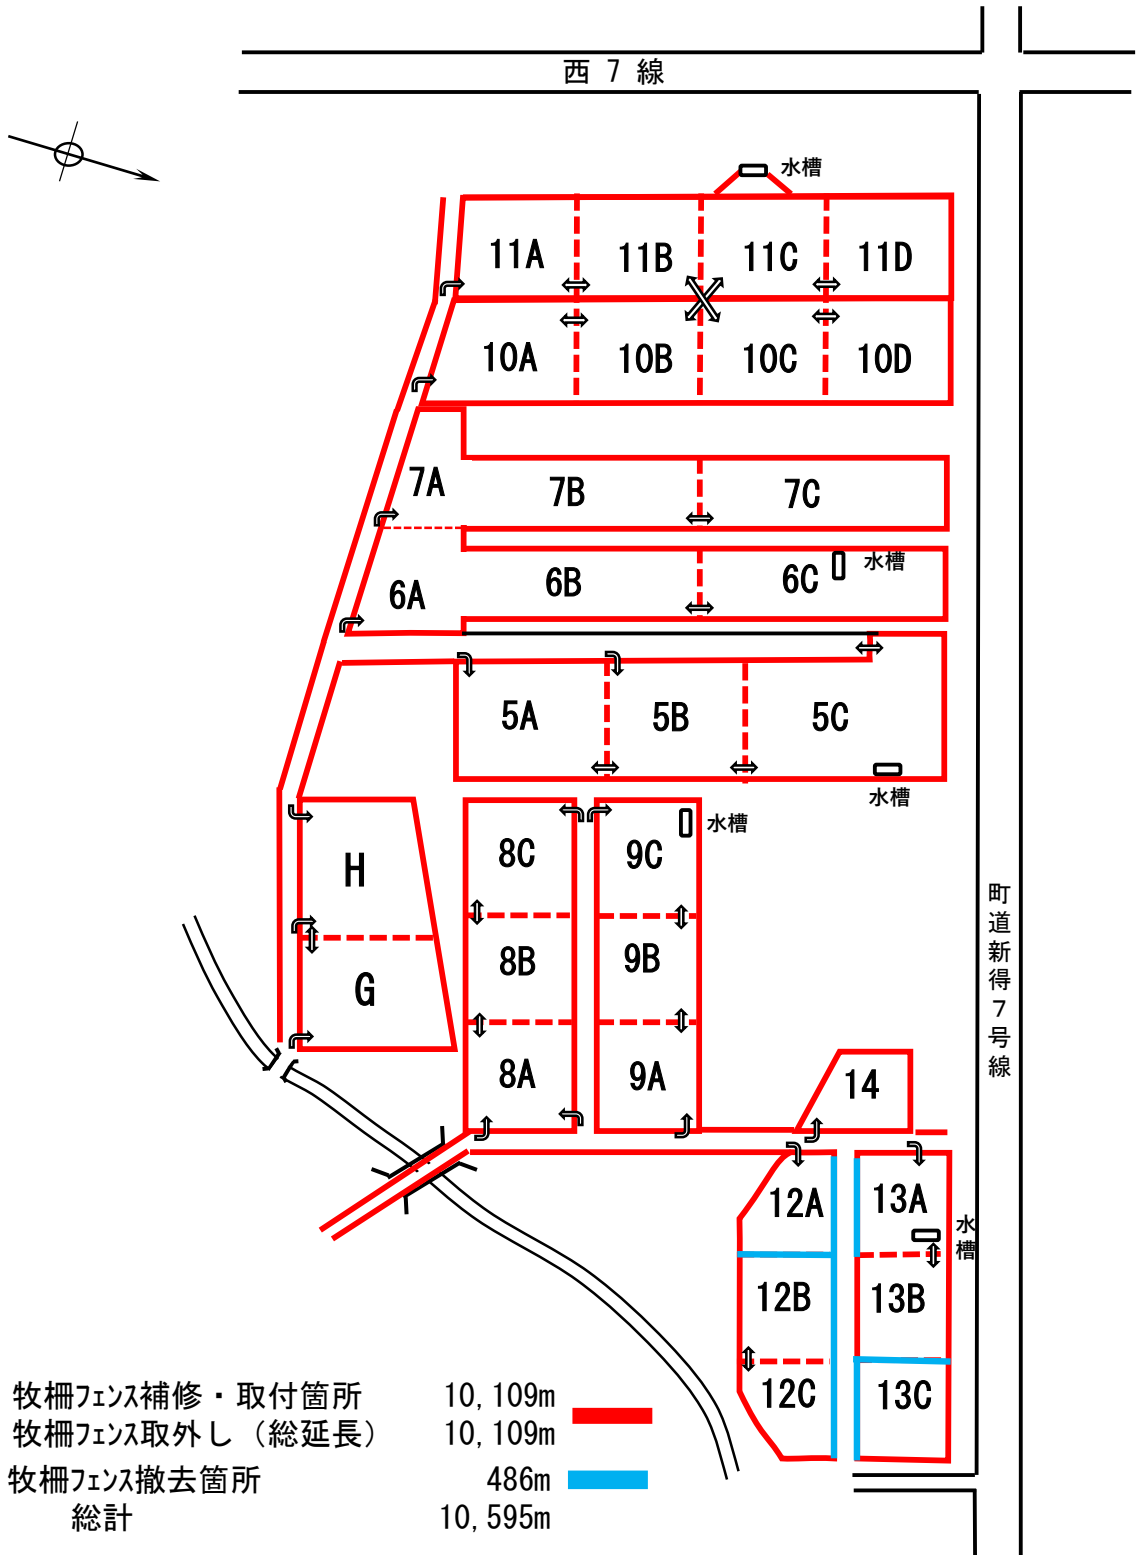 西 7 線
水槽
11A 11B 11C 11D
10A 10B 10C 10D
7A 7B 7C
6A 6B 6C 水槽
5A 5B 5C
水槽
H 8C 9C 水槽
G 8B 9B
8A 9A
町道新得7号線
14
12A 13A 水槽
12B 13B
12C 13C
牧柵フェンス補修・取付箇所 10,109m
牧柵フェンス取外し（総延長） 10,109m
牧柵フェンス撤去箇所 486m
総計 10,595m